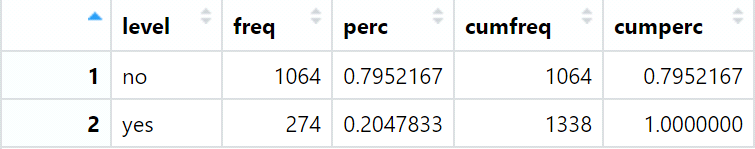 level freq perc cumfreq cumperc
1 no 1064 0.7952167 1064 0.7952167
2 yes 274 0.2047833 1338 1.0000000